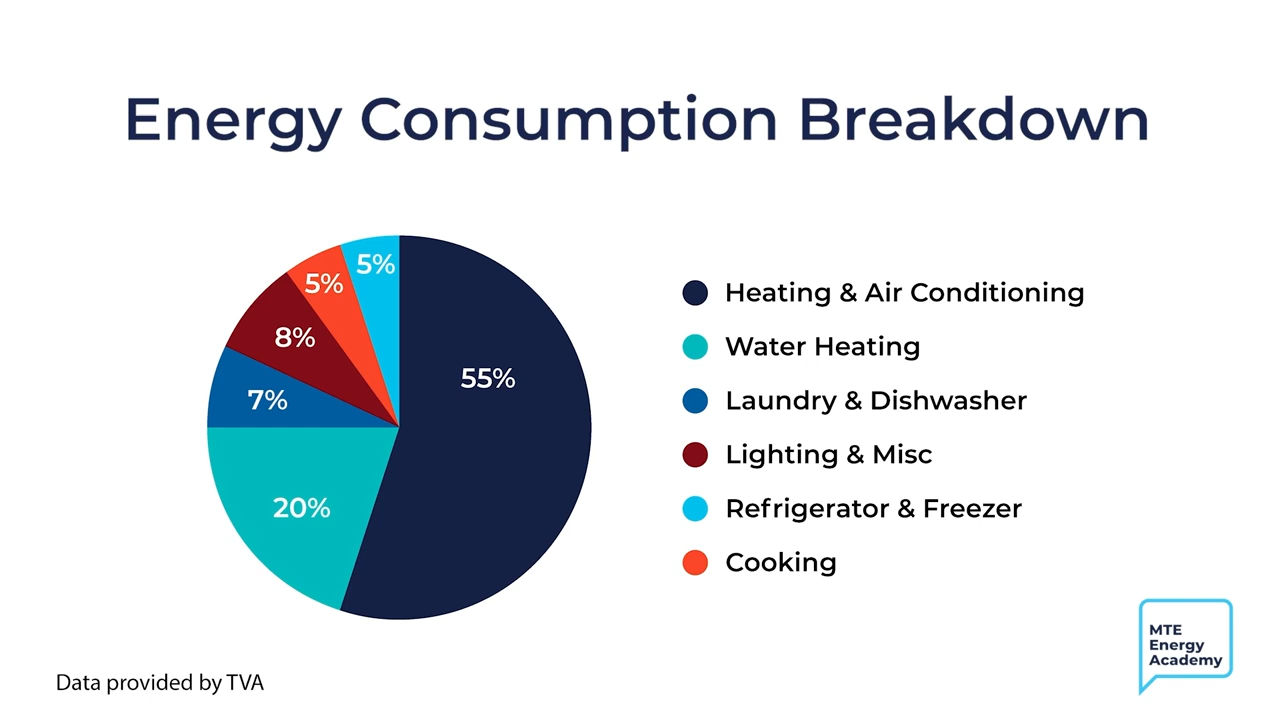 Energy Consumption Breakdown
5%
5%
8%
55%
7%
20%
Heating & Air Conditioning
Water Heating
Laundry & Dishwasher
Lighting & Misc
Refrigerator & Freezer
Cooking
MTE
Energy
Academy
Data provided by TVA